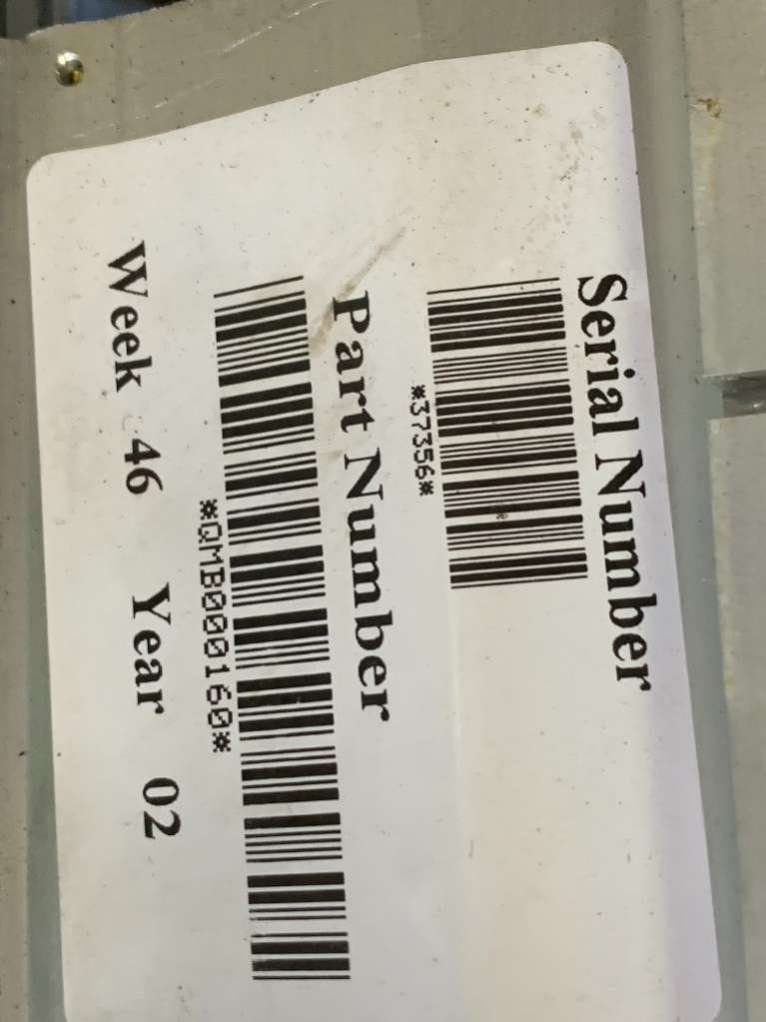 Serial Number
*37356*
Part Number
*QMB000160*
Week 46 Year 02